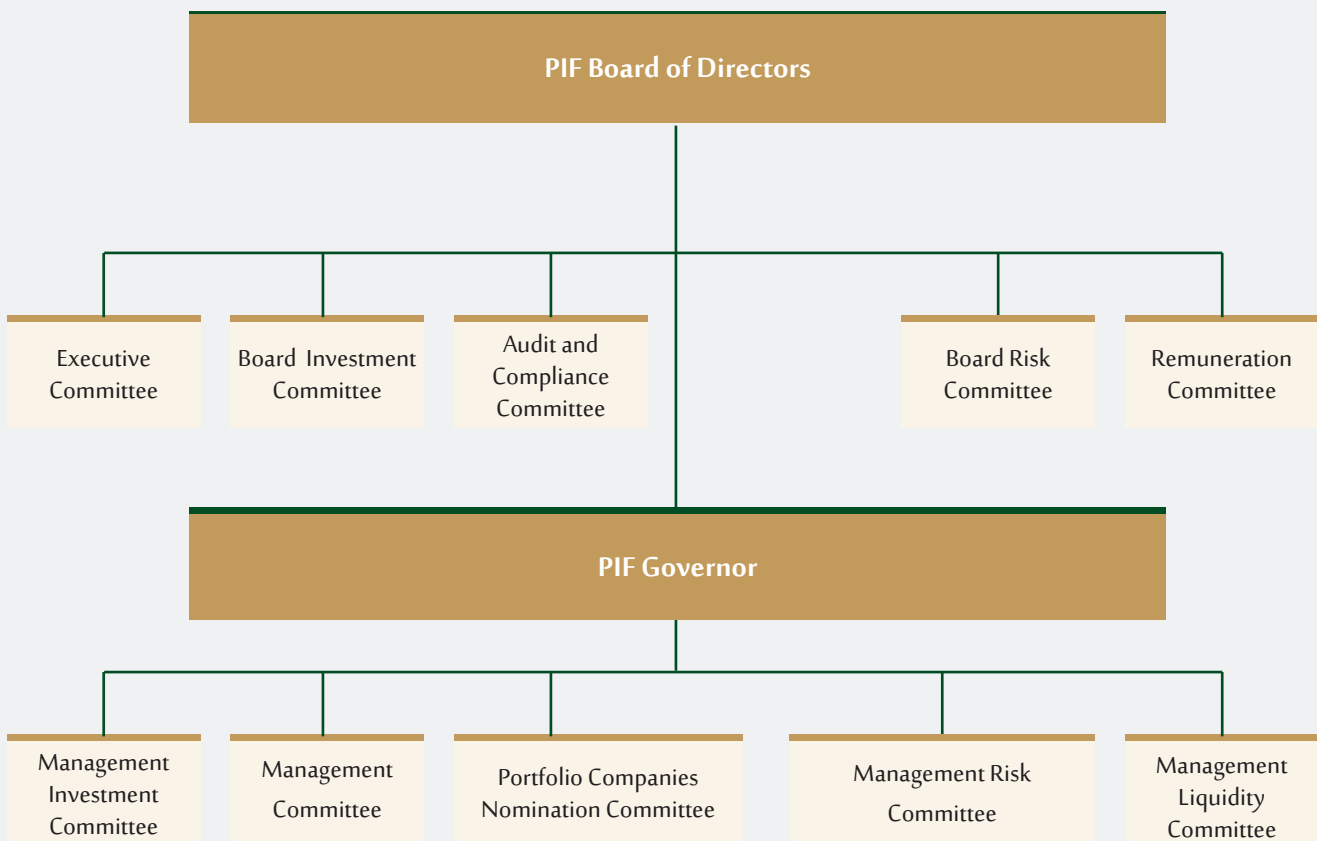 PIF Board of Directors
Executive
Committee
Board Investment
Committee
Audit and
Compliance
Committee
Board Risk
Committee
Remuneration
Committee
PIF Governor
Management
Investment
Committee
Management
Committee
Portfolio Companies
Nomination Committee
Management Risk
Committee
Management
Liquidity
Committee